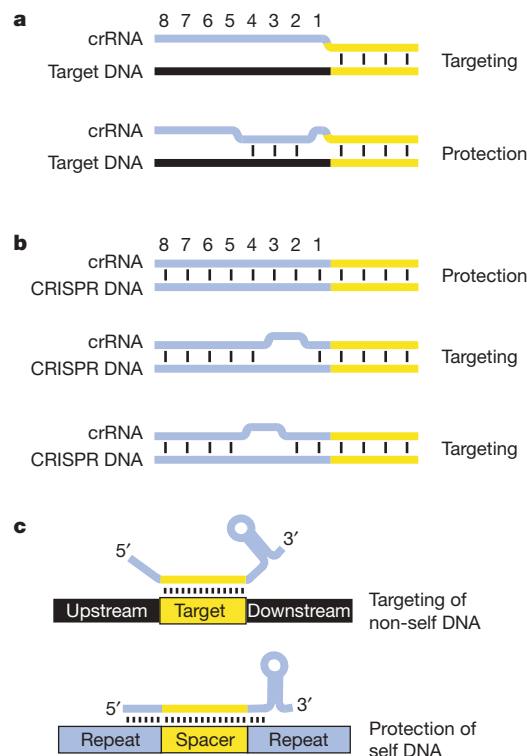 a
8 7 6 5 4 3 2 1
crRNA
Target DNA
Targeting
crRNA
Target DNA
Protection
b
8 7 6 5 4 3 2 1
crRNA
CRISPR DNA
Protection
crRNA
CRISPR DNA
Targeting
crRNA
CRISPR DNA
Targeting
c
5′ 3′
Upstream Target Downstream
Targeting of
non-self DNA
5′ 3′
Repeat Spacer Repeat
Protection of
self DNA